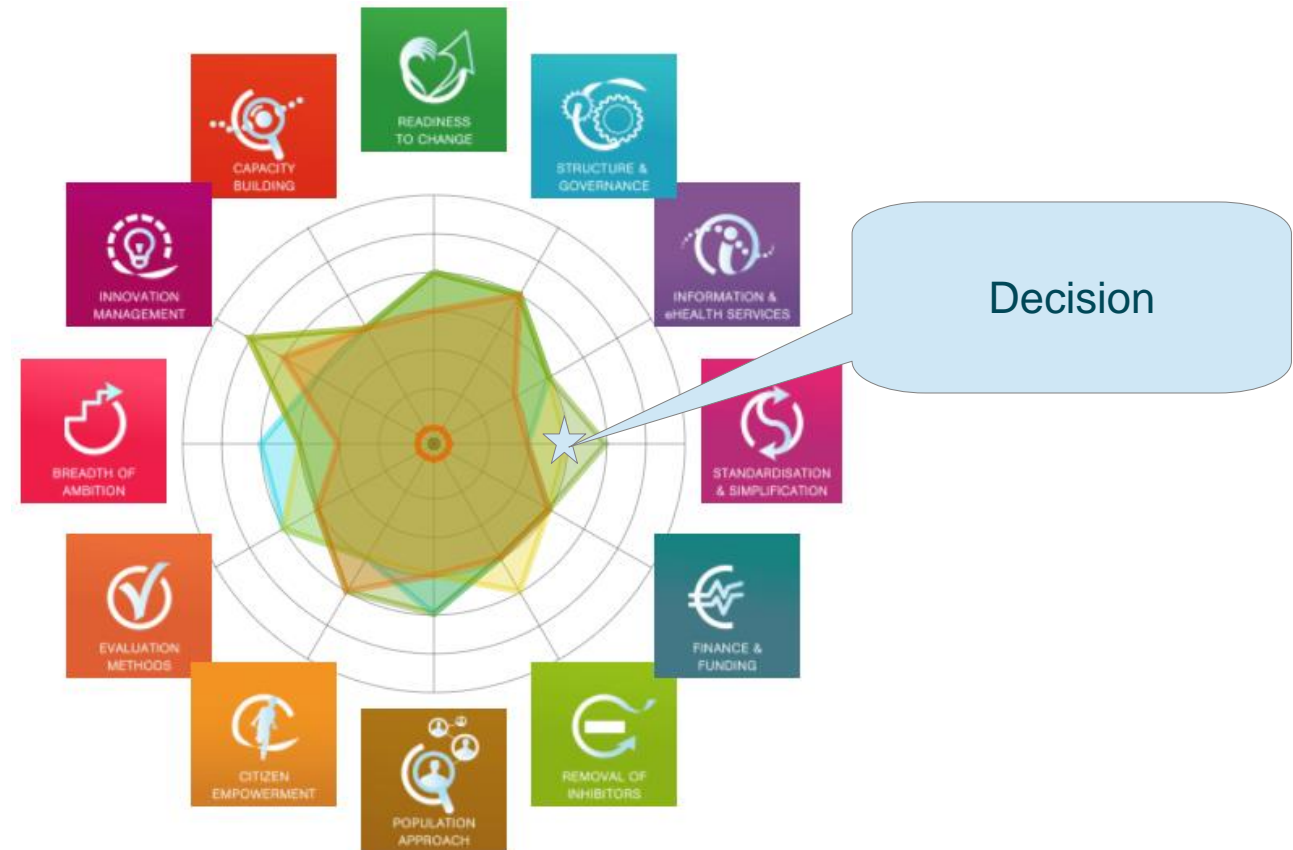 READINESS
TO CHANGE
STRUCTURE &
GOVERNANCE
INFORMATION &
eHEALTH SERVICES
STANDARDISATION
& SIMPLIFICATION
FINANCE &
FUNDING
REMOVAL OF
INHIBITORS
POPULATION
APPROACH
CITIZEN
EMPOWERMENT
EVALUATION
METHODS
BREADTH OF
AMBITION
INNOVATION
MANAGEMENT
CAPACITY
BUILDING
Decision